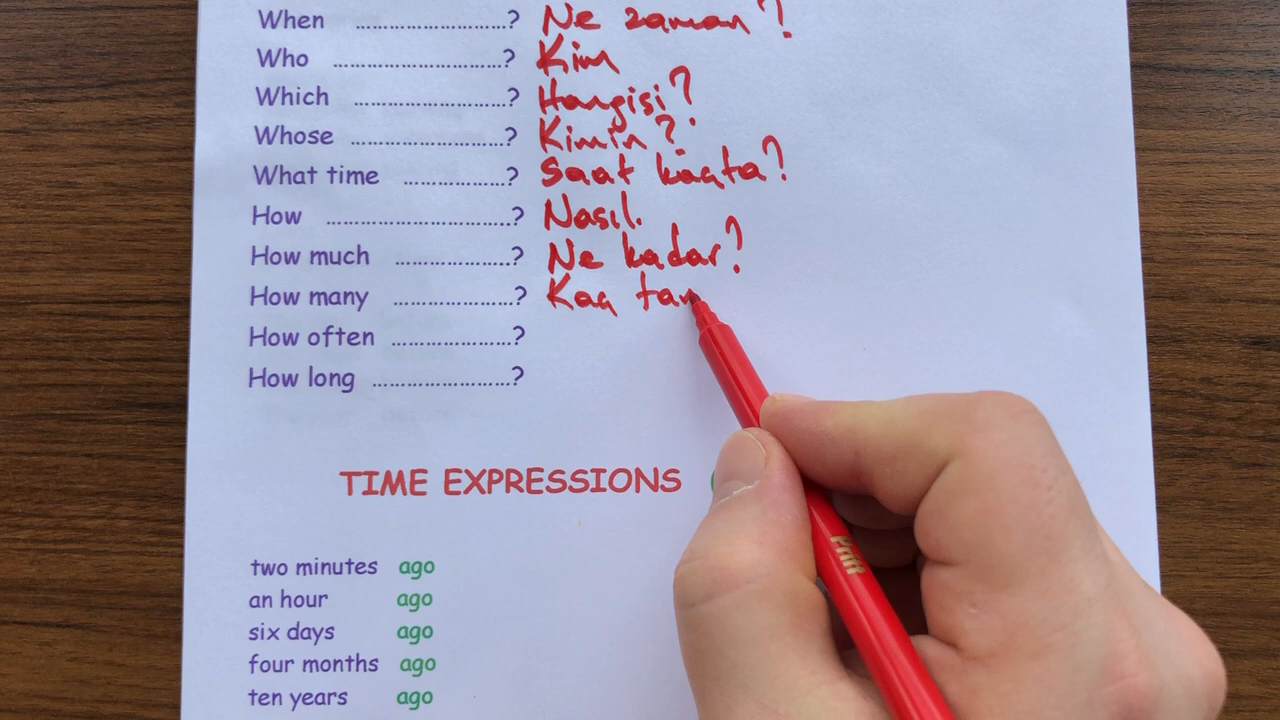 When ........................? Ne zaman?
Who ...........................? Kim
Which ........................? Hangisi?
Whose ........................? Kimin?
What time ................? Saat kaçta?
How .............................? Nasıl.
How much ..................? Ne kadar?
How many ...................? Kaç tan
How often ...................?
How long ......................?
TIME EXPRESSIONS
two minutes ago
an hour ago
six days ago
four months ago
ten years ago
Pritt